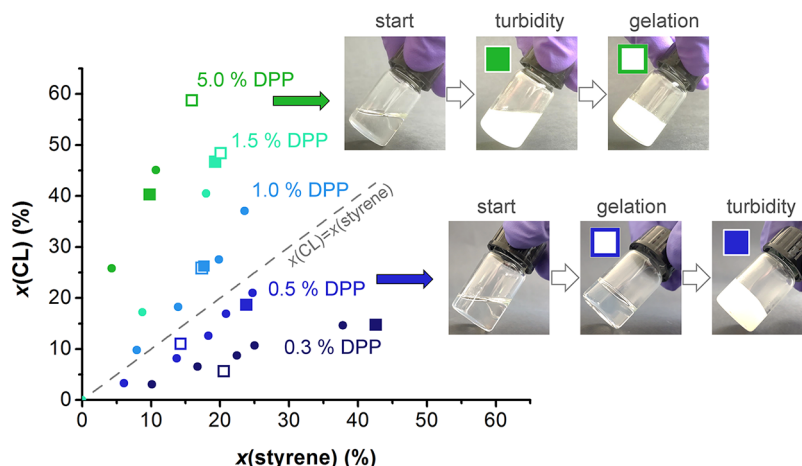 start
turbidity
gelation
5.0 % DPP
1.5 % DPP
1.0 % DPP
x(CL)=x(styrene)
0.5 % DPP
0.3 % DPP
start
gelation
turbidity
x(CL) (%)
60
50
40
30
20
10
0
0
10
20
30
40
50
60
x(styrene) (%)